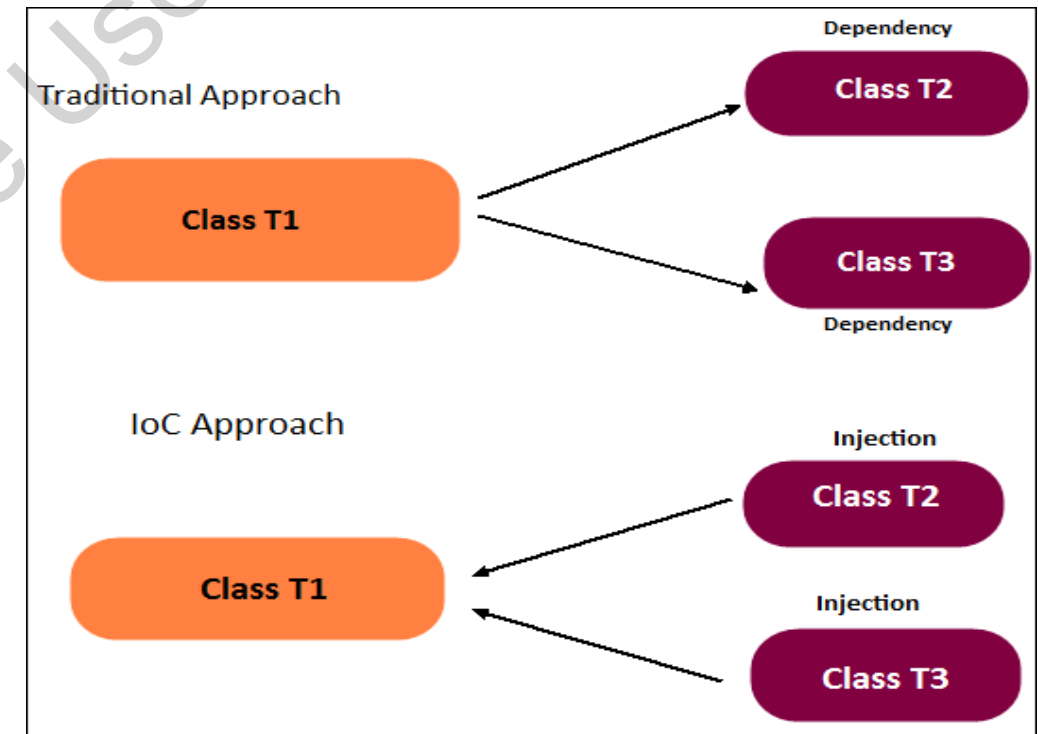 Dependency
Class T2
Traditional Approach
Class T1
Class T3
Dependency
IoC Approach
Injection
Class T2
Class T1
Injection
Class T3
e Use